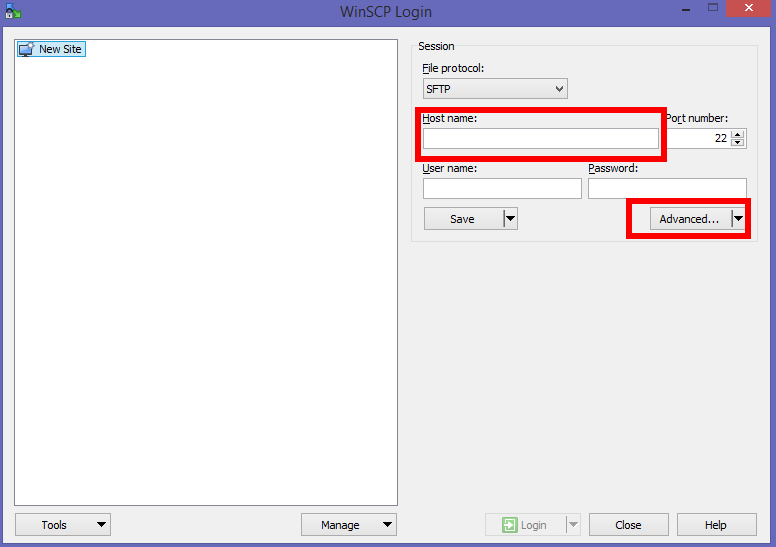 WinSCP Login
New Site
Session
File protocol:
SFTP
Host name:
Port number:
22
User name:
Password:
Save
Advanced...
Tools
Manage
Login
Close
Help